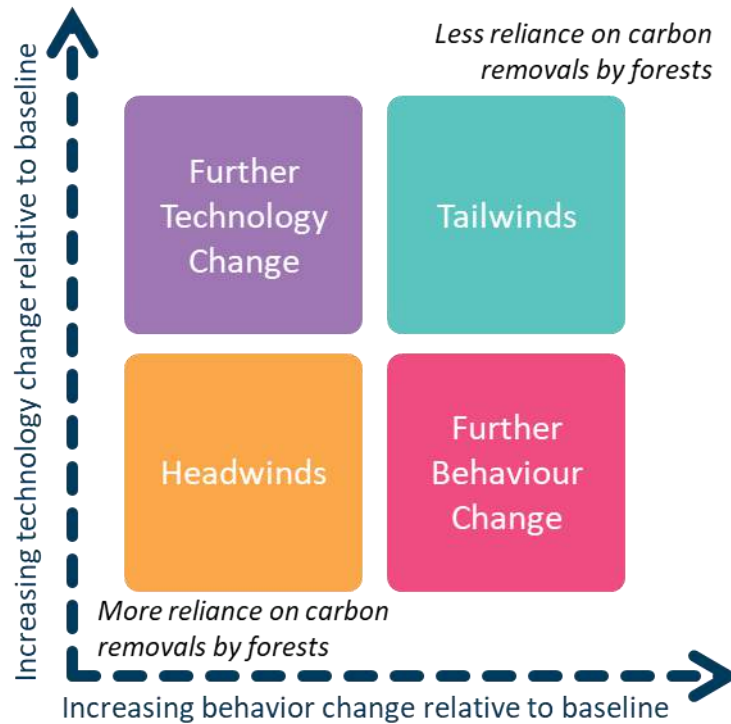 Increasing technology change relative to baseline
Less reliance on carbon
removals by forests
Further
Technology
Change
Tailwinds
Headwinds
Further
Behaviour
Change
More reliance on carbon
removals by forests
Increasing behavior change relative to baseline